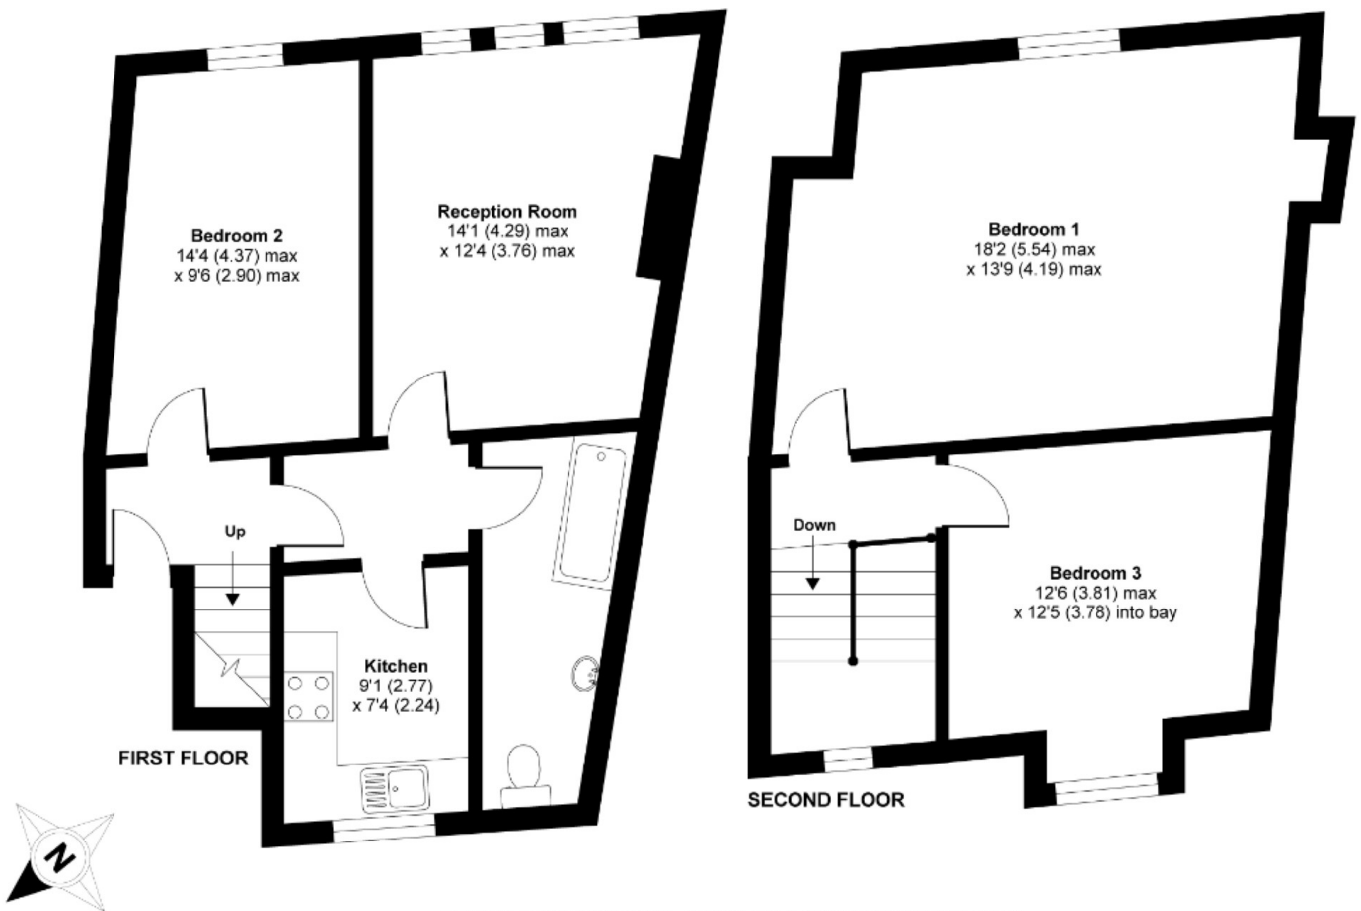 Bedroom 2
14'4 (4.37) max
x 9'6 (2.90) max
Reception Room
14'1 (4.29) max
x 12'4 (3.76) max
Up
Kitchen
9'1 (2.77)
x 7'4 (2.24)
FIRST FLOOR
N
Bedroom 1
18'2 (5.54) max
x 13'9 (4.19) max
Down
Bedroom 3
12'6 (3.81) max
x 12'5 (3.78) into bay
SECOND FLOOR